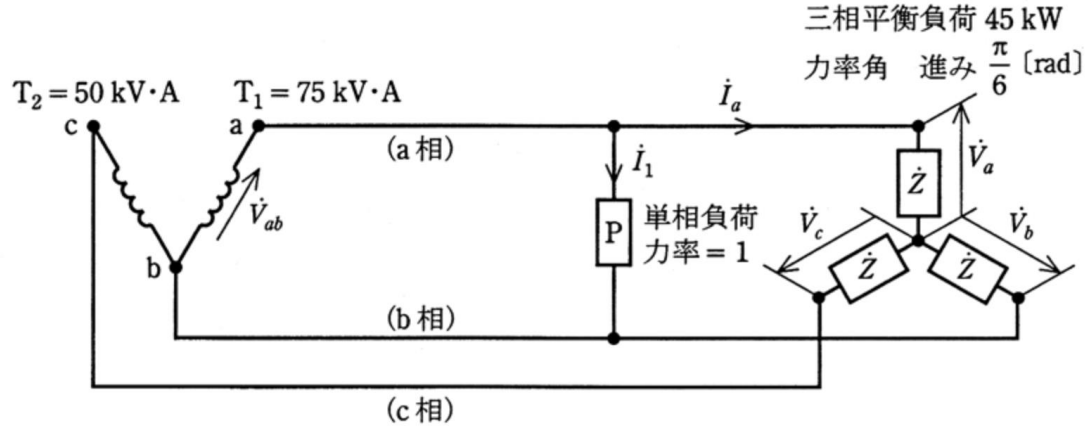 三相平衡負荷 45 kW
力率角 進み π/6 〔rad〕
T₂ = 50 kV·A
T₁ = 75 kV·A
c
a
(a 相)
İₐ
İ₁
V̇ₐ
Ż
V̇ab
P
単相負荷
力率 = 1
V̇c
V̇b
Ż
Ż
b
(b 相)
(c 相)